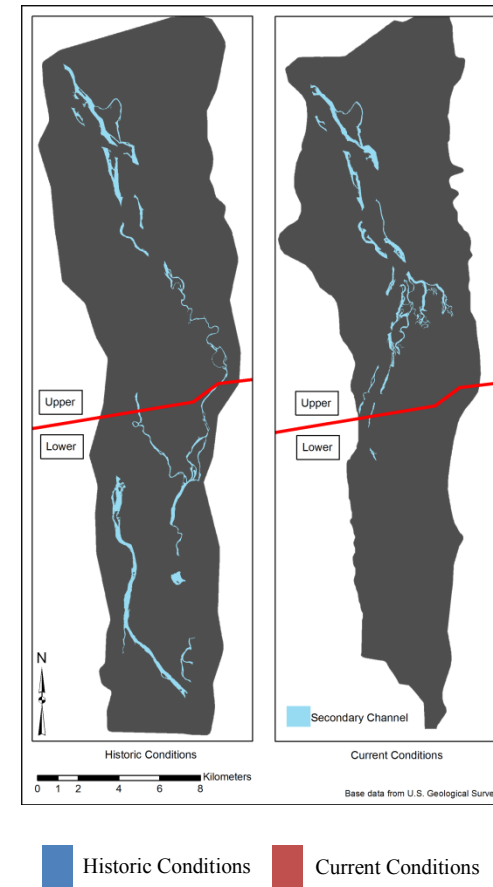 Upper
Lower
Upper
Lower
N
Secondary Channel
Historic Conditions
Current Conditions
Kilometers
0 1 2 4 6 8
Base data from U.S. Geological Surve
Historic Conditions Current Conditions